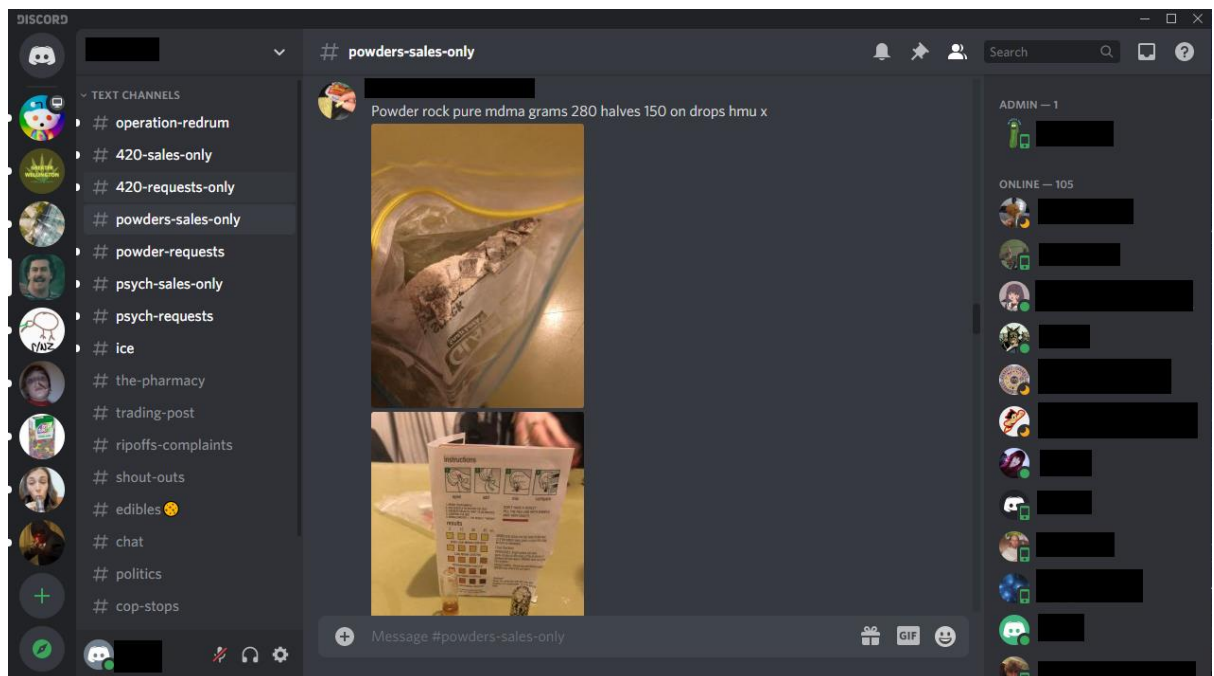 DISCORD
powders-sales-only
Search
TEXT CHANNELS
operation-redrum
420-sales-only
420-requests-only
powders-sales-only
powder-requests
psych-sales-only
psych-requests
ice
the-pharmacy
trading-post
ripoffs-complaints
shout-outs
edibles
chat
politics
cop-stops
Powder rock pure mdma grams 280 halves 150 on drops hmu x
instructions
results
Message #powders-sales-only
GIF
ADMIN — 1
ONLINE — 105